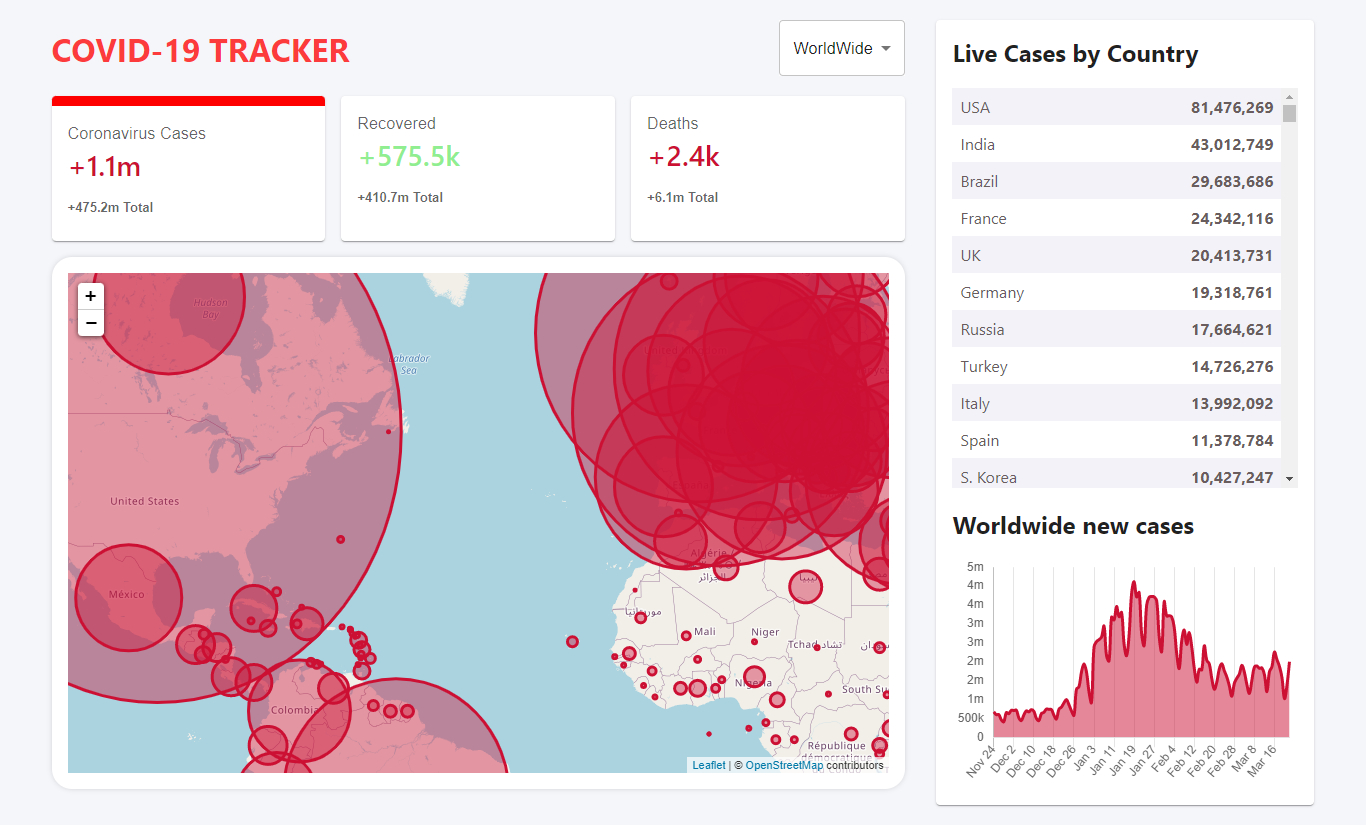 COVID-19 TRACKER
WorldWide
Coronavirus Cases
+1.1m
+475.2m Total
Recovered
+575.5k
+410.7m Total
Deaths
+2.4k
+6.1m Total
+
−
Hudson
Bay
Labrador
Sea
United States
México
Colombia
Algérie
الجزائر
ليبيا
موريتانيا
Mali
Niger
Tchad تشاد
Nigeria
South Su
République
démocratique
Leaflet | © OpenStreetMap contributors
Live Cases by Country
USA 81,476,269
India 43,012,749
Brazil 29,683,686
France 24,342,116
UK 20,413,731
Germany 19,318,761
Russia 17,664,621
Turkey 14,726,276
Italy 13,992,092
Spain 11,378,784
S. Korea 10,427,247
Worldwide new cases
5m
4m
4m
3m
3m
2m
2m
1m
500k
0
Nov 24
Dec 2
Dec 10
Dec 18
Dec 26
Jan 3
Jan 11
Jan 19
Jan 27
Feb 4
Feb 12
Feb 20
Feb 28
Mar 8
Mar 16